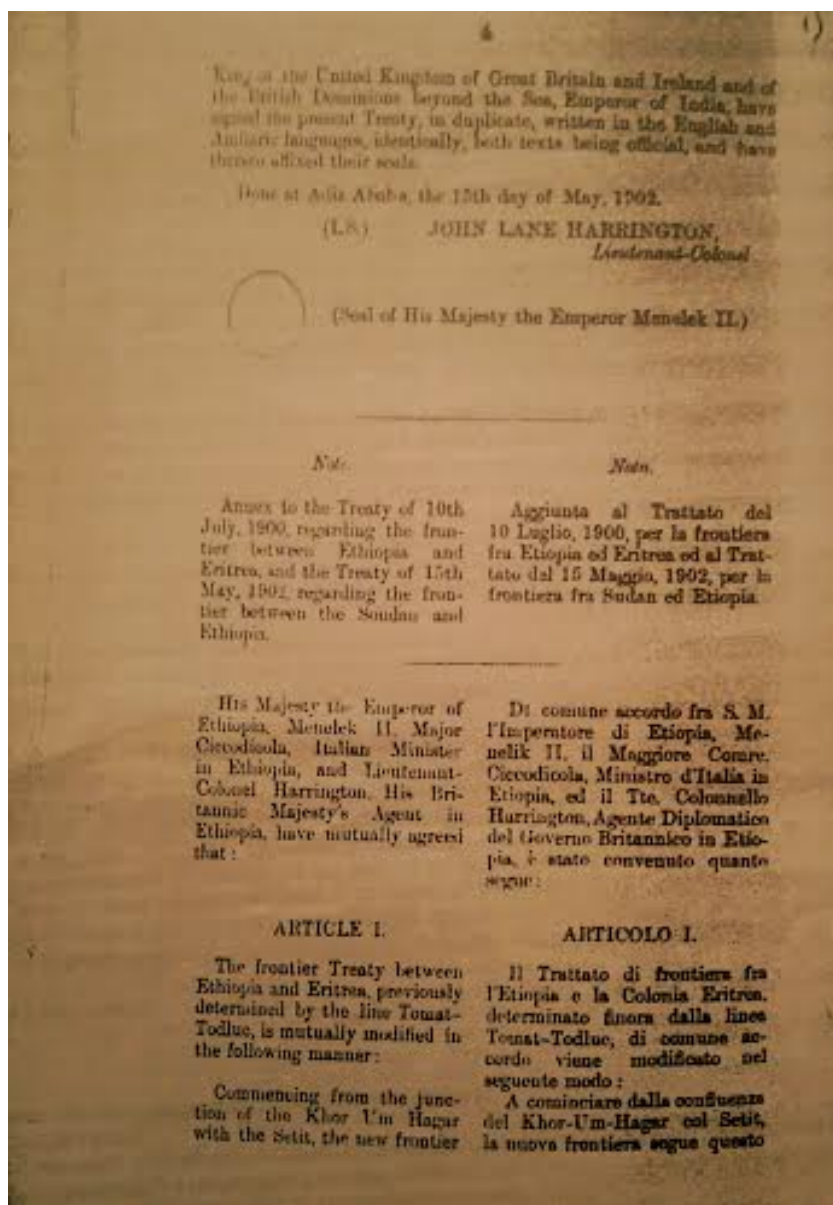 4
1)
King of the United Kingdom of Great Britain and Ireland and of
the British Dominions beyond the Sea, Emperor of India, have
signed the present Treaty, in duplicate, written in the English and
Amharic languages, identically, both texts being official, and have
thereto affixed their seals.
Done at Adis Ababa, the 15th day of May, 1902.
(L.S.) JOHN LANE HARRINGTON,
Lieutenant-Colonel
(Seal of His Majesty the Emperor Menelek II.)
Note.
Annex to the Treaty of 10th
July, 1900, regarding the fron-
tier between Ethiopia and
Eritrea, and the Treaty of 15th
May, 1902, regarding the fron-
tier between the Soudan and
Ethiopia.
Nota.
Aggiunta al Trattato del
10 Luglio, 1900, per la frontiera
fra Etiopia ed Eritrea ed al Trat-
tato del 15 Maggio, 1902, per la
frontiera fra Sudan ed Etiopia.
His Majesty the Emperor of
Ethiopia, Menelek II, Major
Ciccodicola, Italian Minister
in Ethiopia, and Lieutenant-
Colonel Harrington, His Bri-
tannic Majesty's Agent in
Ethiopia, have mutually agreed
that :
Di comune accordo fra S. M.
l'Imperatore di Etiopia, Me-
nelik II, il Maggiore Comre.
Ciccodicola, Ministro d'Italia in
Etiopia, ed il Tte. Colonnello
Harrington, Agente Diplomatico
del Governo Britannico in Etio-
pia, è stato convenuto quanto
segue :
ARTICLE I.
The frontier Treaty between
Ethiopia and Eritrea, previously
determined by the line Tomat-
Todluc, is mutually modified in
the following manner :
Commencing from the junc-
tion of the Khor Um Hagar
with the Setit, the new frontier
ARTICOLO I.
Il Trattato di frontiera fra
l'Etiopia e la Colonia Eritrea,
determinato finora dalla linea
Tomat-Todluc, di comune ac-
cordo viene modificato nel
seguente modo :
A cominciare dalla confluenza
del Khor-Um-Hagar col Setit,
la nuova frontiera segue questo